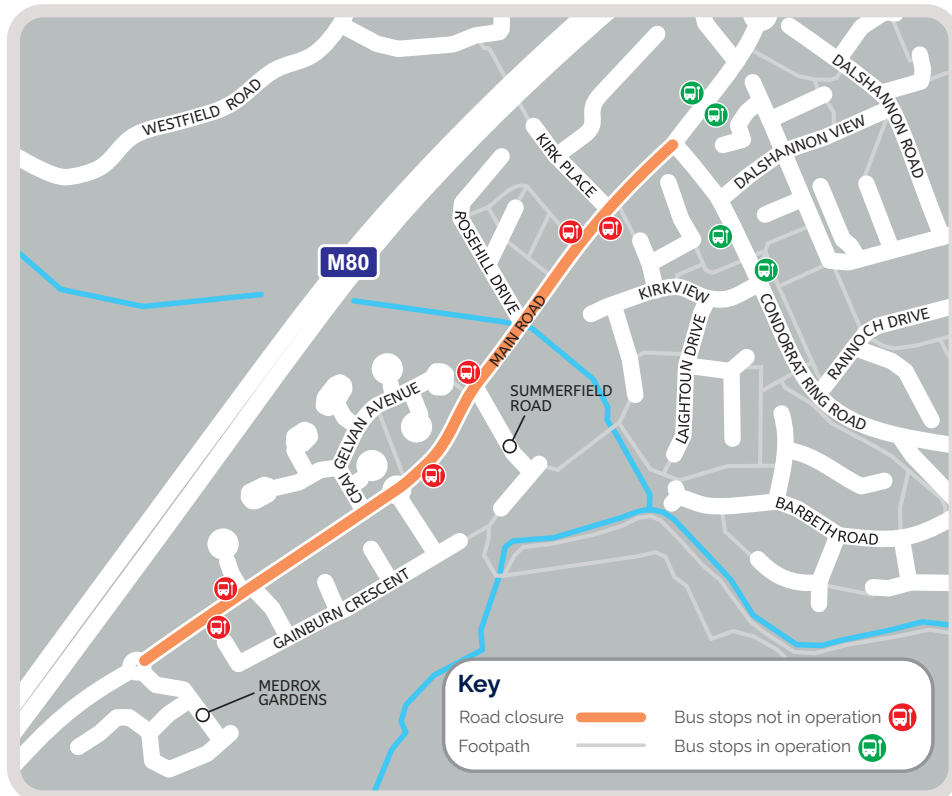 WESTFIELD ROAD
DALSHANNON ROAD
DALSHANNON VIEW
KIRK PLACE
ROSEHILL DRIVE
M80
KIRKVIEW
MAIN ROAD
CONDORRAT RING ROAD
RANNOCH DRIVE
LAIGHTOUN DRIVE
SUMMERFIELD
ROAD
CRAI GELVAN AVENUE
BARBETH ROAD
GAINBURN CRESCENT
MEDROX
GARDENS
Key
Road closure
Bus stops not in operation
Footpath
Bus stops in operation